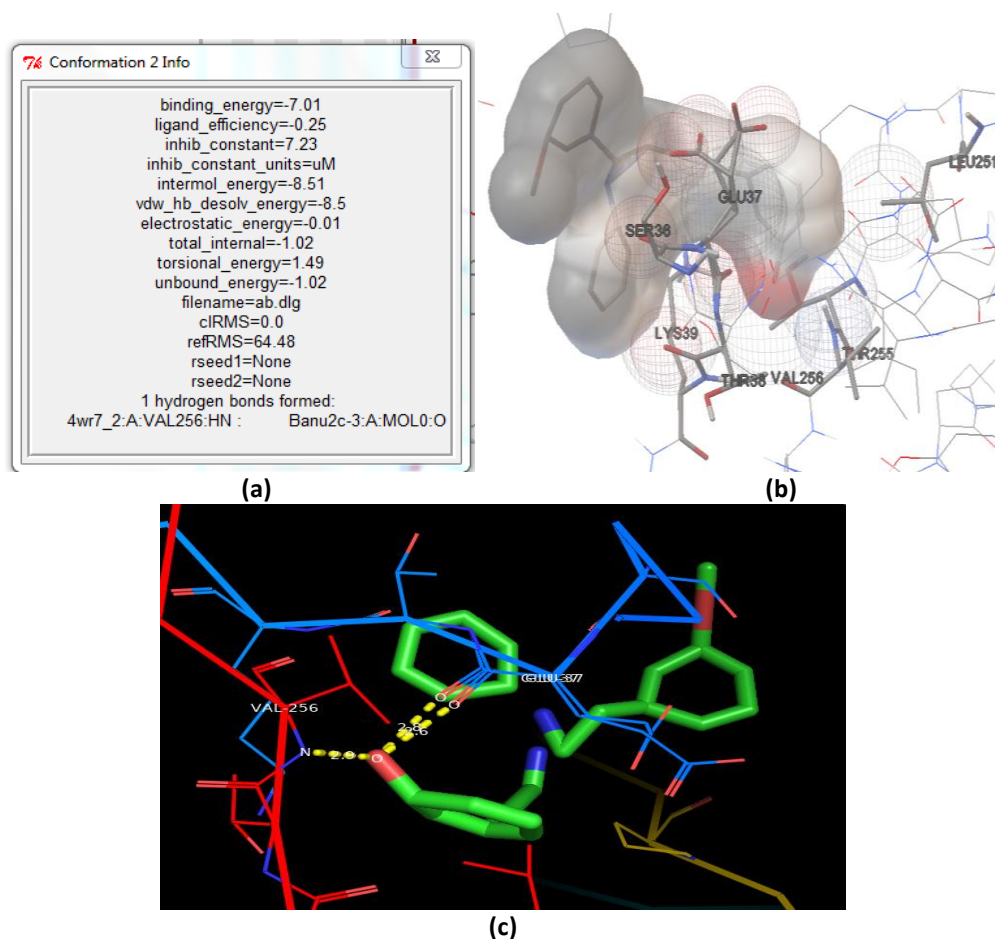 Conformation 2 Info
binding_energy=-7.01
ligand_efficiency=-0.25
inhib_constant=7.23
inhib_constant_units=uM
intermol_energy=-8.51
vdw_hb_desolv_energy=-8.5
electrostatic_energy=-0.01
total_internal=-1.02
torsional_energy=1.49
unbound_energy=-1.02
filename=ab.dlg
clRMS=0.0
refRMS=64.48
rseed1=None
rseed2=None
1 hydrogen bonds formed:
4wr7_2:A:VAL256:HN : Banu2c-3:A:MOL0:O
(a)
LEU251
GLU37
SER36
LYS39
THR255
THR38
VAL256
(b)
VAL-256
O
O
N
2.9
O
(c)